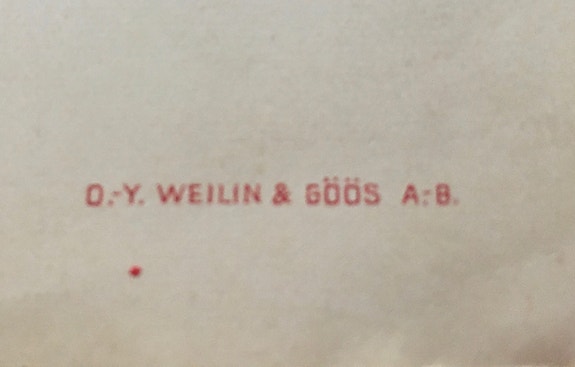 O.-Y. WEILIN & GÖÖS A.-B.